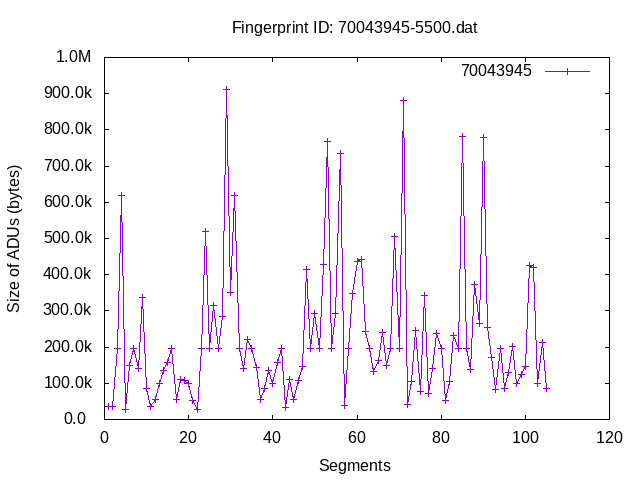 Fingerprint ID: 70043945-5500.dat
1.0M
70043945
900.0k
800.0k
700.0k
600.0k
500.0k
400.0k
300.0k
200.0k
100.0k
0.0
Size of ADUs (bytes)
0 20 40 60 80 100 120
Segments